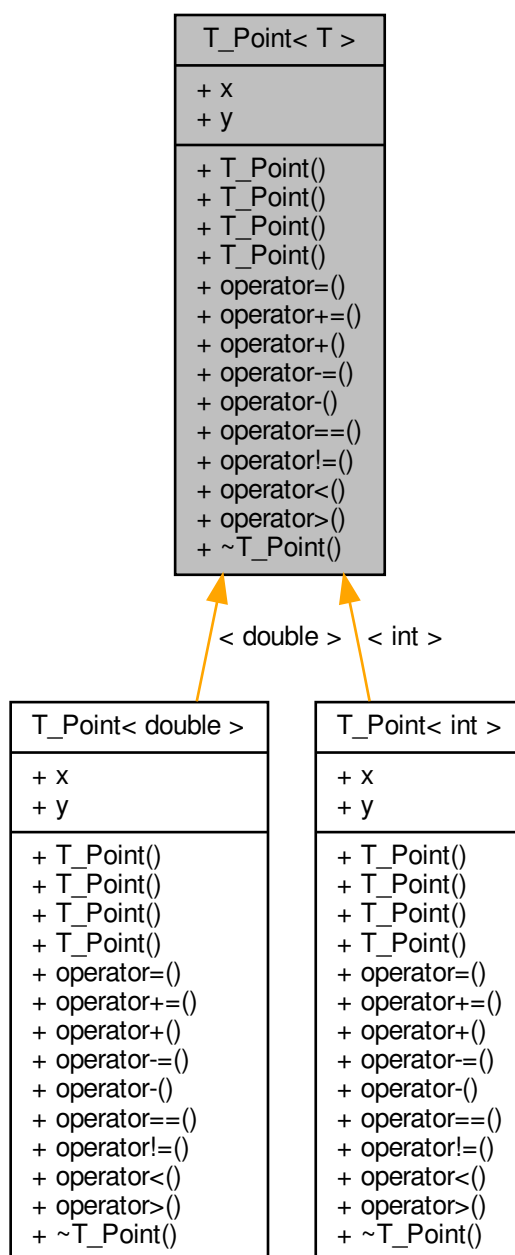 T_Point< T >
+ x
+ y
+ T_Point()
+ T_Point()
+ T_Point()
+ T_Point()
+ operator=()
+ operator+=()
+ operator+()
+ operator-=()
+ operator-()
+ operator==()
+ operator!=()
+ operator<()
+ operator>()
+ ~T_Point()
< double >
< int >
T_Point< double >
+ x
+ y
+ T_Point()
+ T_Point()
+ T_Point()
+ T_Point()
+ operator=()
+ operator+=()
+ operator+()
+ operator-=()
+ operator-()
+ operator==()
+ operator!=()
+ operator<()
+ operator>()
+ ~T_Point()
T_Point< int >
+ x
+ y
+ T_Point()
+ T_Point()
+ T_Point()
+ T_Point()
+ operator=()
+ operator+=()
+ operator+()
+ operator-=()
+ operator-()
+ operator==()
+ operator!=()
+ operator<()
+ operator>()
+ ~T_Point()